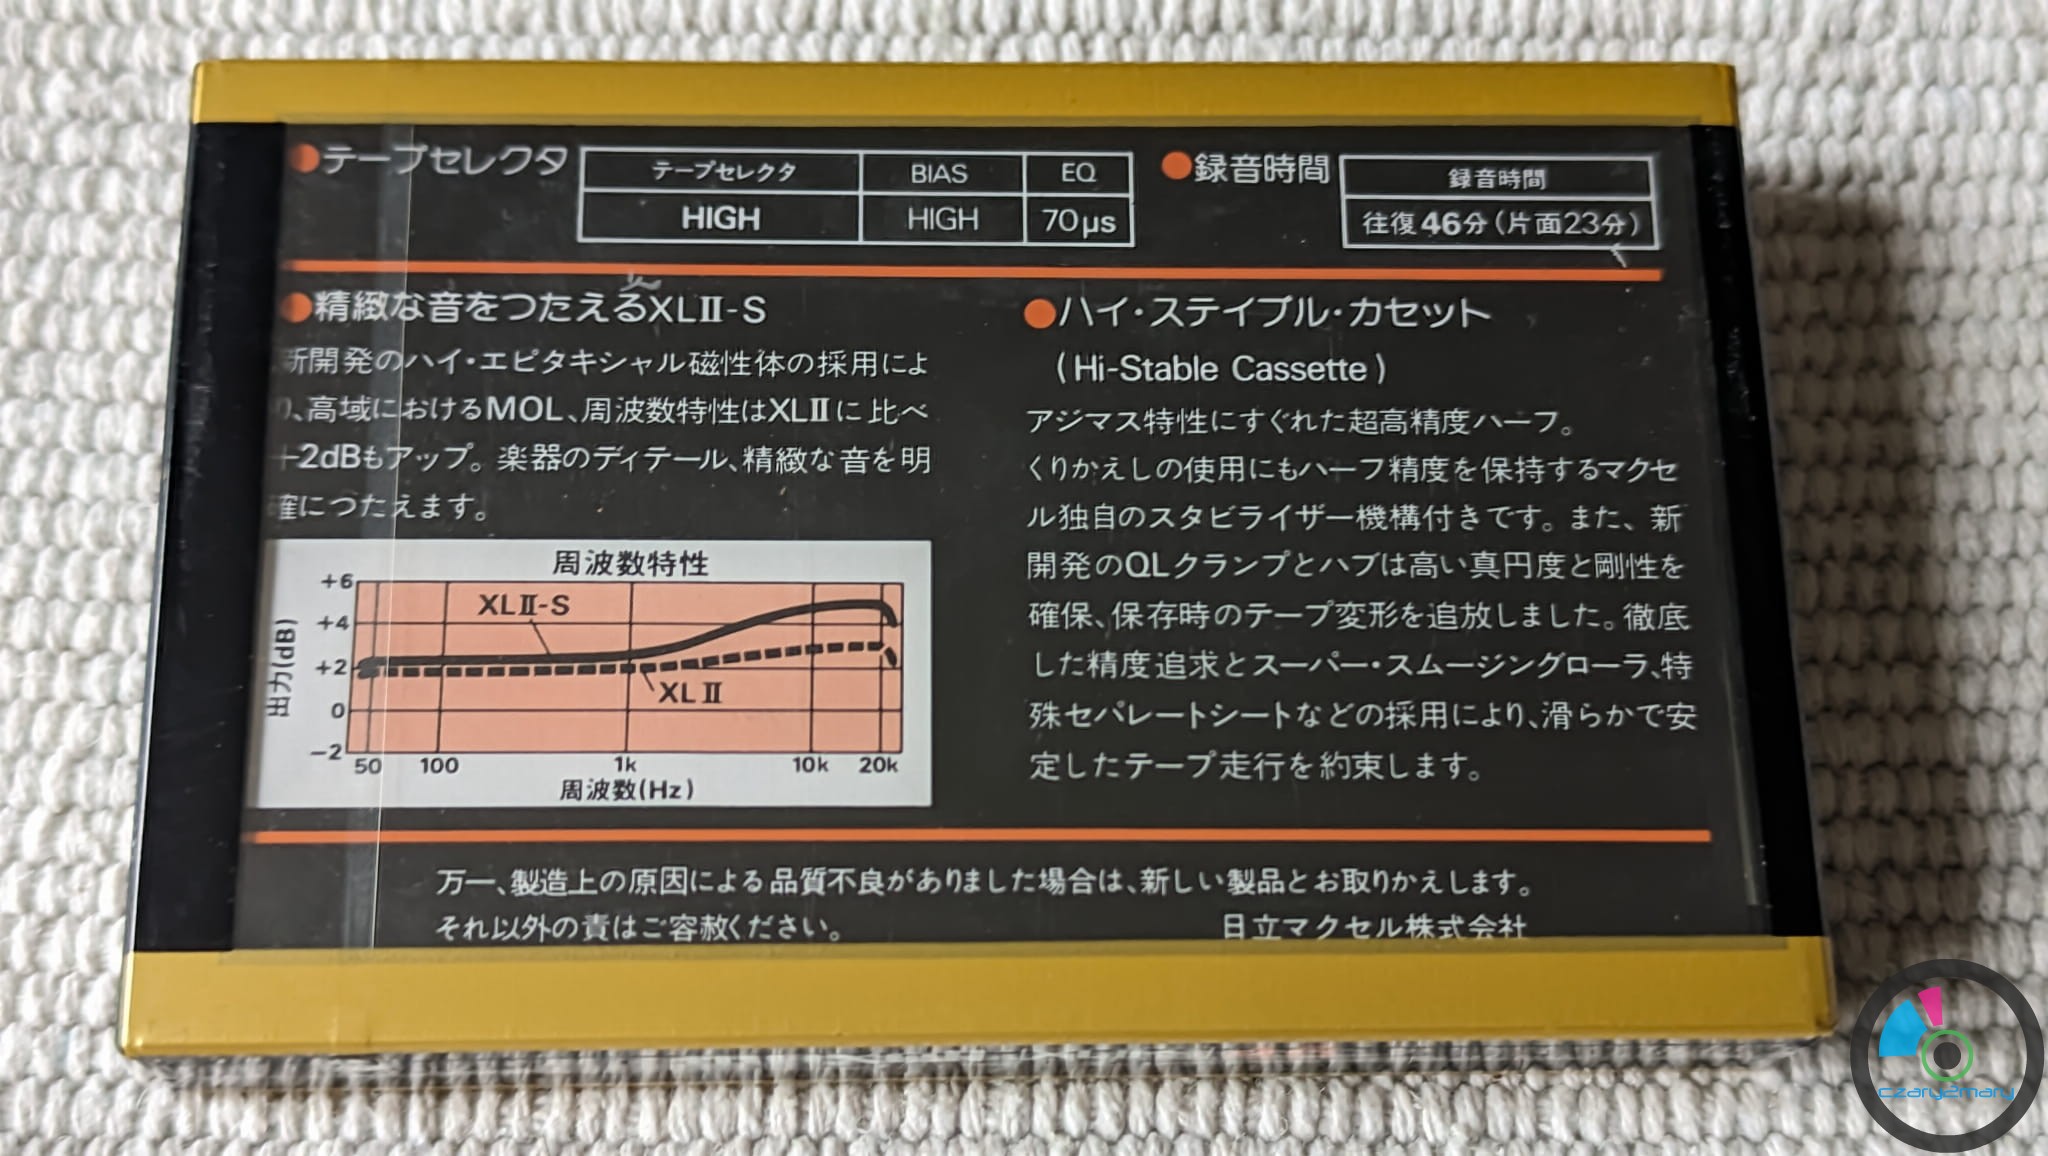 ●テープセレクタ
テープセレクタ BIAS EQ
HIGH HIGH 70μs
●録音時間
録音時間
往復46分(片面23分)
●精緻な音をつたえるXLⅡ-S
新開発のハイ・エピタキシャル磁性体の採用によ
り、高域におけるMOL、周波数特性はXLⅡに比べ
+2dBもアップ。楽器のディテール、精緻な音を明
確につたえます。
周波数特性
出力(dB)
+6
+4
+2
0
-2
XLⅡ-S
XLⅡ
50 100 1k 10k 20k
周波数(Hz)
●ハイ・ステイブル・カセット
(Hi-Stable Cassette)
アジマス特性にすぐれた超高精度ハーフ。
くりかえしの使用にもハーフ精度を保持するマクセ
ル独自のスタビライザー機構付きです。また、新
開発のQLクランプとハブは高い真円度と剛性を
確保、保存時のテープ変形を追放しました。徹底
した精度追求とスーパー・スムージングローラ、特
殊セパレートシートなどの採用により、滑らかで安
定したテープ走行を約束します。
万一、製造上の原因による品質不良がありました場合は、新しい製品とお取りかえします。
それ以外の責はご容赦ください。
日立マクセル株式会社
czary2mary